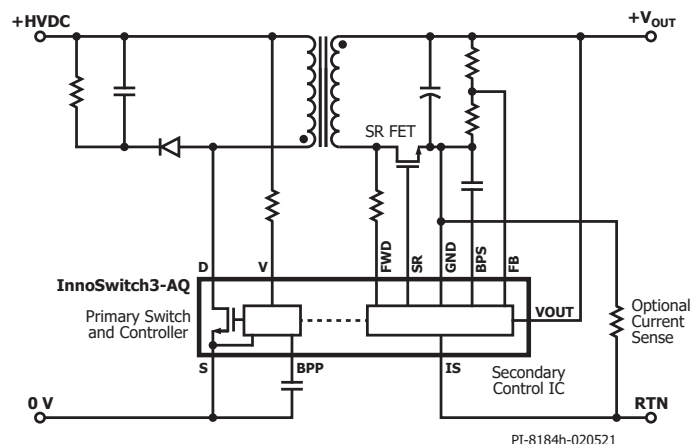 +HVDC
+VOUT
SR FET
D
V
FWD
SR
GND
BPS
FB
InnoSwitch3-AQ
Primary Switch
and Controller
VOUT
Optional
Current
Sense
S
BPP
IS
Secondary
Control IC
0 V
RTN
PI-8184h-020521